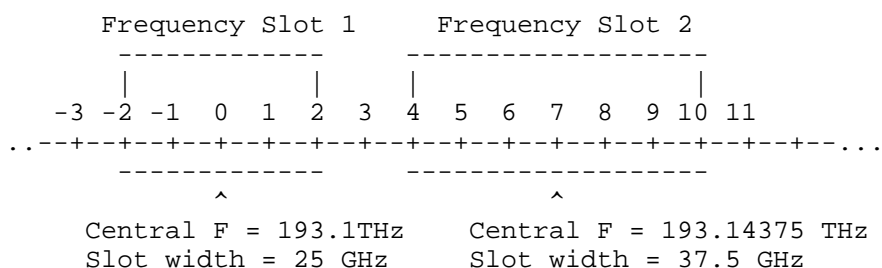 Frequency Slot 1     Frequency Slot 2
      -------------     -------------------
      |           |     |                 |
  -3 -2 -1  0  1  2  3  4  5  6  7  8  9 10 11
..--+--+--+--+--+--+--+--+--+--+--+--+--+--+--+--...
      -------------     -------------------
            ^                    ^
    Central F = 193.1THz    Central F = 193.14375 THz
    Slot width = 25 GHz     Slot width = 37.5 GHz